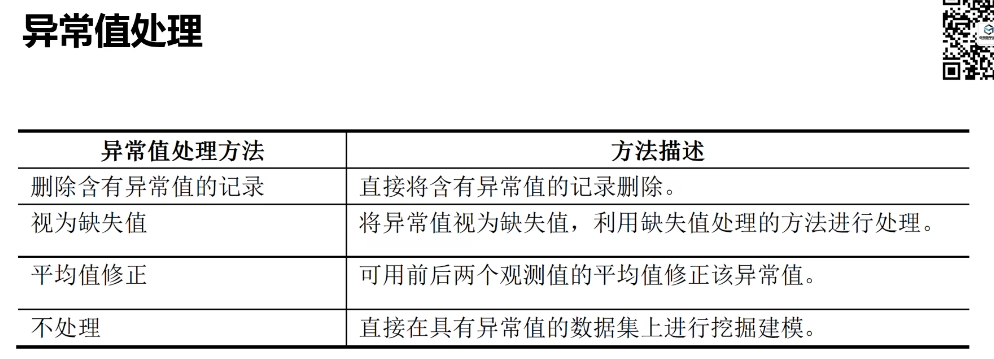 异常值处理
异常值处理方法 方法描述
删除含有异常值的记录 直接将含有异常值的记录删除。
视为缺失值 将异常值视为缺失值，利用缺失值处理的方法进行处理。
平均值修正 可用前后两个观测值的平均值修正该异常值。
不处理 直接在具有异常值的数据集上进行挖掘建模。